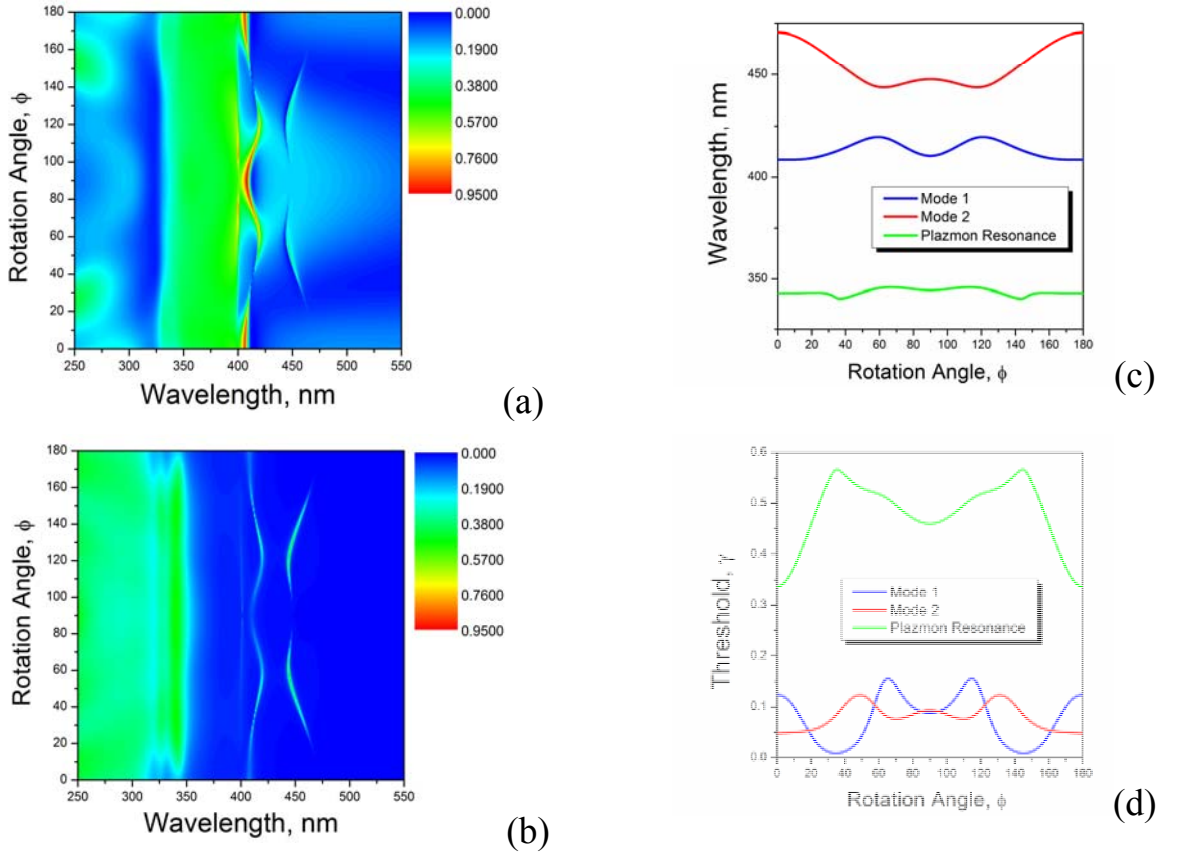 180
160
140
120
100
80
60
40
20
0
Rotation Angle, ϕ
250 300 350 400 450 500 550
Wavelength, nm
0.000
0.1900
0.3800
0.5700
0.7600
0.9500
(a)
450
400
350
Wavelength, nm
Mode 1
Mode 2
Plazmon Resonance
0 20 40 60 80 100 120 140 160 180
Rotation Angle, ϕ
(c)
180
160
140
120
100
80
60
40
20
0
Rotation Angle, ϕ
250 300 350 400 450 500 550
Wavelength, nm
0.000
0.1900
0.3800
0.5700
0.7600
0.9500
(b)
0.6
0.5
0.4
0.3
0.2
0.1
0.0
Threshold, γ
Mode 1
Mode 2
Plazmon Resonance
0 20 40 60 80 100 120 140 160 180
Rotation Angle, ϕ
(d)